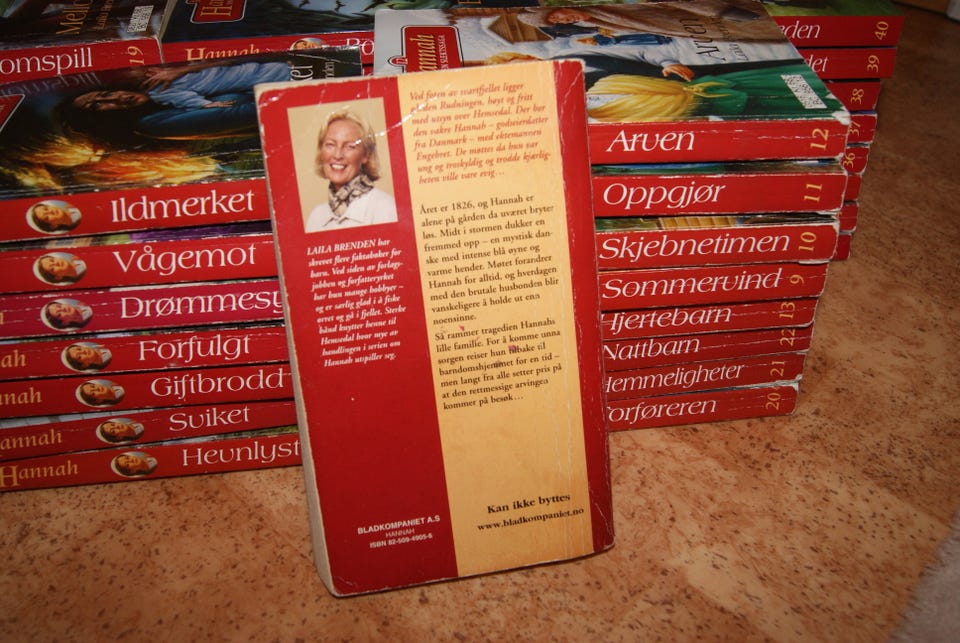 omspill
19
Hannah
Hannah
Arven
40
39
38
37
36
Ildmerket
Vågemot
Drømmesy
Forfulgt
Giftbrodd
Hannah
Sviket
Hannah
Hevnlyst
Arven
12
Oppgjør
11
Skjebnetimen
10
Sommervind
9
Hjertebarn
13
Nattbarn
22
Hemmeligheter
21
Forføreren
20
Ved foten av svartfjellet ligger
gården Rudningen, høyt og fritt
med utsyn over Hemsedal. Der bor
den vakre Hannah – godseierdatter
fra Danmark – med ektemannen
Engebret. De møttes da hun var
ung og troskyldig og trodde kjærlig-
heten ville vare evig…
Året er 1826, og Hannah er
alene på gården da uværet bryter
løs. Midt i stormen dukker en
fremmed opp – en mystisk dan-
ske med intense blå øyne og
varme hender. Møtet forandrer
Hannah for alltid, og hverdagen
med den brutale husbonden blir
vanskeligere å holde ut enn
noensinne.
Så rammer tragedien Hannahs
lille familie. For å komme unna
sorgen reiser hun tilbake til
barndomshjemmet for en tid –
men langt fra alle setter pris på
at den rettmessige arvingen
kommer på besøk…
LAILA BRENDEN har
skrevet flere faktabøker for
barn. Ved siden av forlags-
jobben og forfatteryrket
har hun mange hobbyer –
og er særlig glad i å fiske
ørret og gå i fjellet. Sterke
bånd knytter henne til
Hemsedal hvor mye av
handlingen i serien om
Hannah utspiller seg.
BLADKOMPANIET A.S
HANNAH
ISBN 82-509-4905-6
Kan ikke byttes
www.bladkompaniet.no